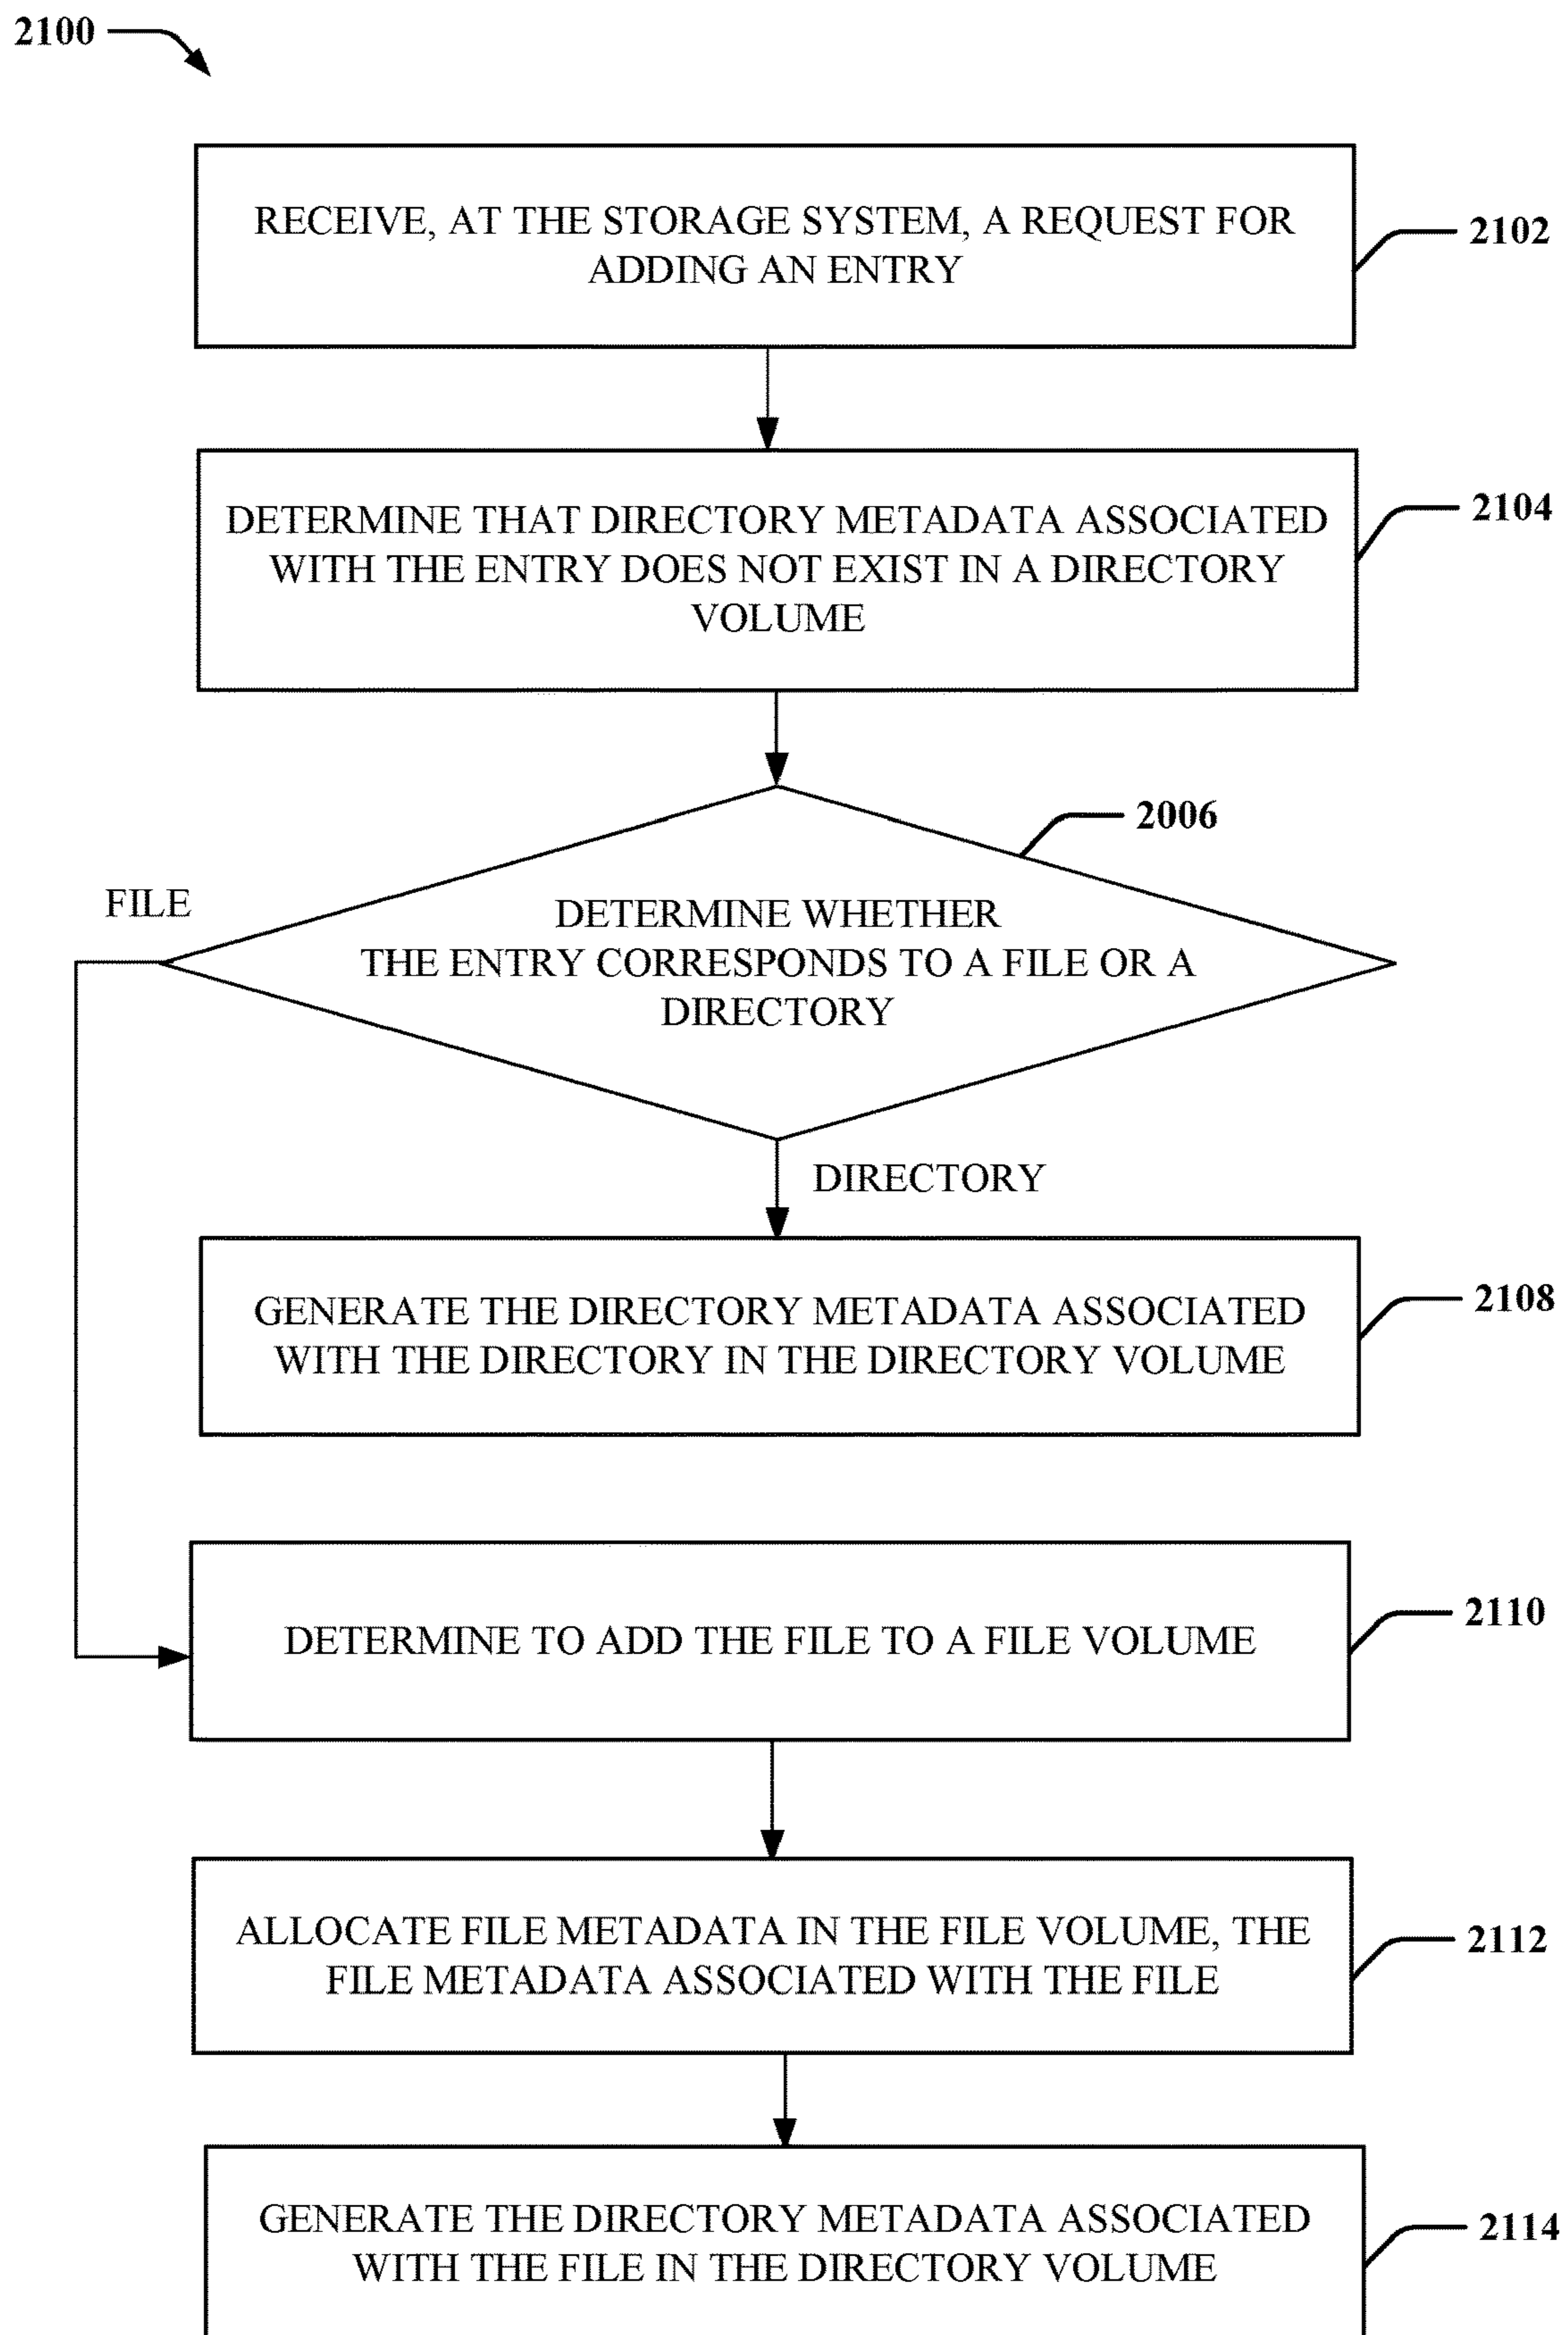 2100
RECEIVE, AT THE STORAGE SYSTEM, A REQUEST FOR
ADDING AN ENTRY
2102
DETERMINE THAT DIRECTORY METADATA ASSOCIATED
WITH THE ENTRY DOES NOT EXIST IN A DIRECTORY
VOLUME
2104
2006
FILE
DETERMINE WHETHER
THE ENTRY CORRESPONDS TO A FILE OR A
DIRECTORY
DIRECTORY
GENERATE THE DIRECTORY METADATA ASSOCIATED
WITH THE DIRECTORY IN THE DIRECTORY VOLUME
2108
DETERMINE TO ADD THE FILE TO A FILE VOLUME
2110
ALLOCATE FILE METADATA IN THE FILE VOLUME, THE
FILE METADATA ASSOCIATED WITH THE FILE
2112
GENERATE THE DIRECTORY METADATA ASSOCIATED
WITH THE FILE IN THE DIRECTORY VOLUME
2114